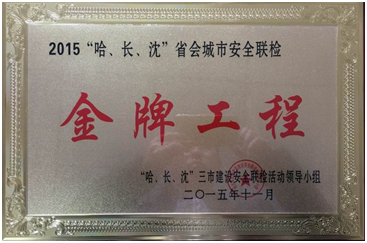 2015“哈、长、沈”省会城市安全联检
金牌工程
“哈、长、沈”三市建设安全联检活动领导小组
二〇一五年十一月